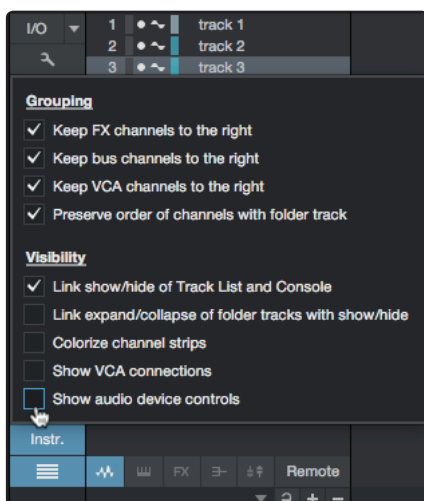 I/O 1 track 1
2 track 2
3 track 3
Grouping
Keep FX channels to the right
Keep bus channels to the right
Keep VCA channels to the right
Preserve order of channels with folder track
Visibility
Link show/hide of Track List and Console
Link expand/collapse of folder tracks with show/hide
Colorize channel strips
Show VCA connections
Show audio device controls
Instr.
FX Remote